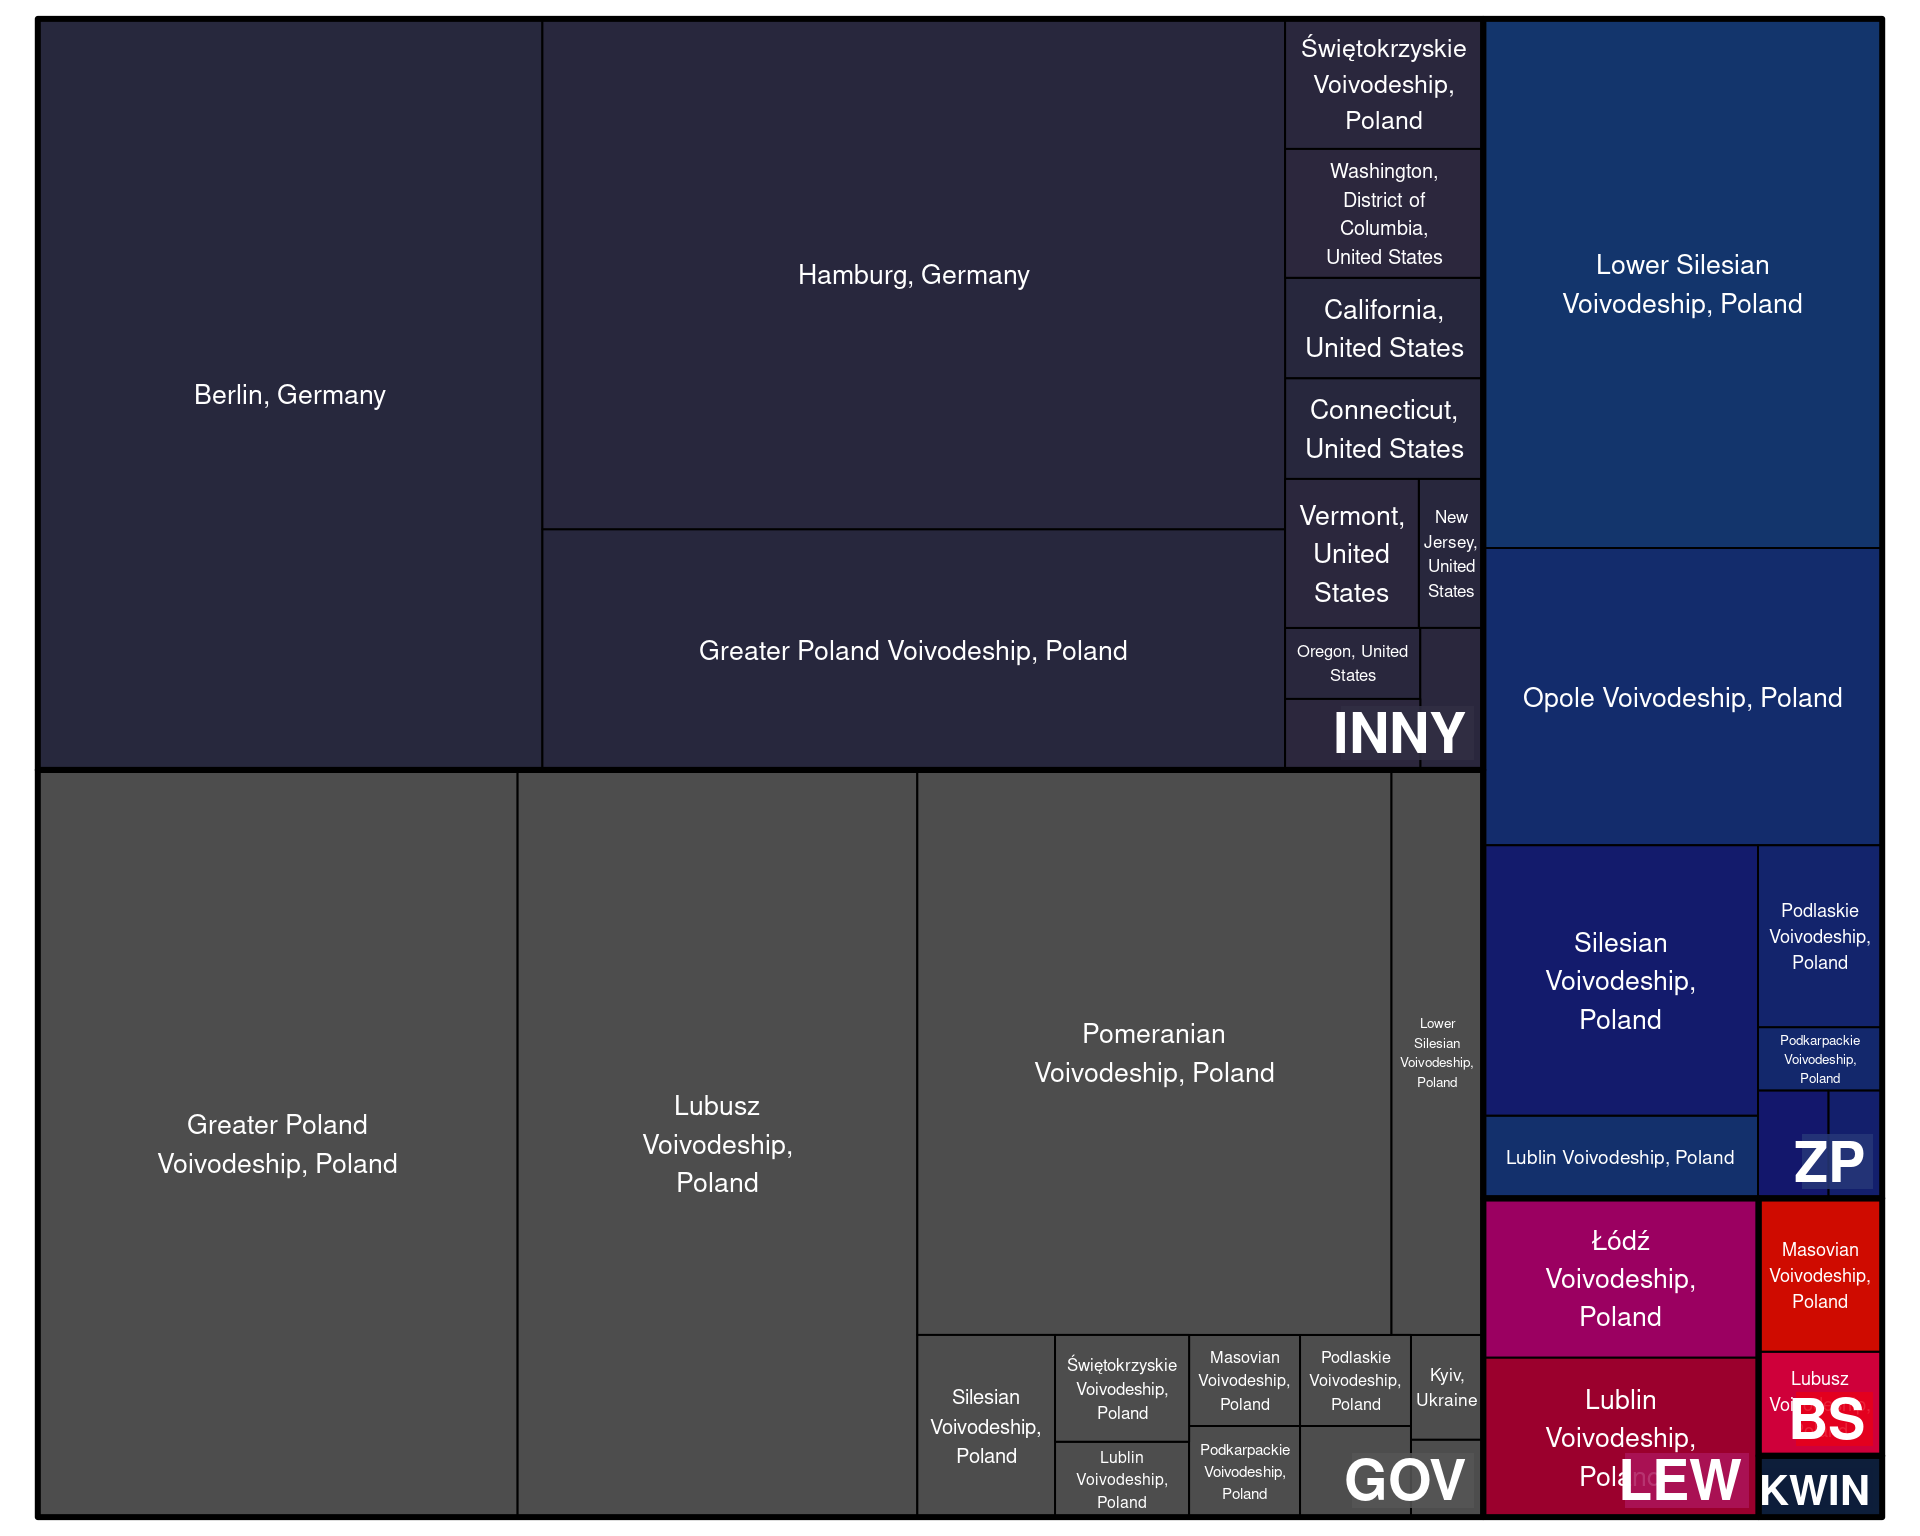 Berlin, Germany
Hamburg, Germany
Greater Poland Voivodeship, Poland
Świętokrzyskie
Voivodeship,
Poland
Washington,
District of
Columbia,
United States
California,
United States
Connecticut,
United States
Vermont,
United
States
New
Jersey,
United
States
Oregon, United
States
INNY
Greater Poland
Voivodeship, Poland
Lubusz
Voivodeship,
Poland
Pomeranian
Voivodeship, Poland
Lower
Silesian
Voivodeship,
Poland
Silesian
Voivodeship,
Poland
Świętokrzyskie
Voivodeship,
Poland
Lublin
Voivodeship,
Poland
Masovian
Voivodeship,
Poland
Podkarpackie
Voivodeship,
Poland
Podlaskie
Voivodeship,
Poland
Kyiv,
Ukraine
GOV
Lower Silesian
Voivodeship, Poland
Opole Voivodeship, Poland
Silesian
Voivodeship,
Poland
Lublin Voivodeship, Poland
Podlaskie
Voivodeship,
Poland
Podkarpackie
Voivodeship,
Poland
ZP
Łódź
Voivodeship,
Poland
Lublin
Voivodeship,
Poland
LEW
Masovian
Voivodeship,
Poland
Lubusz
BS
KWIN